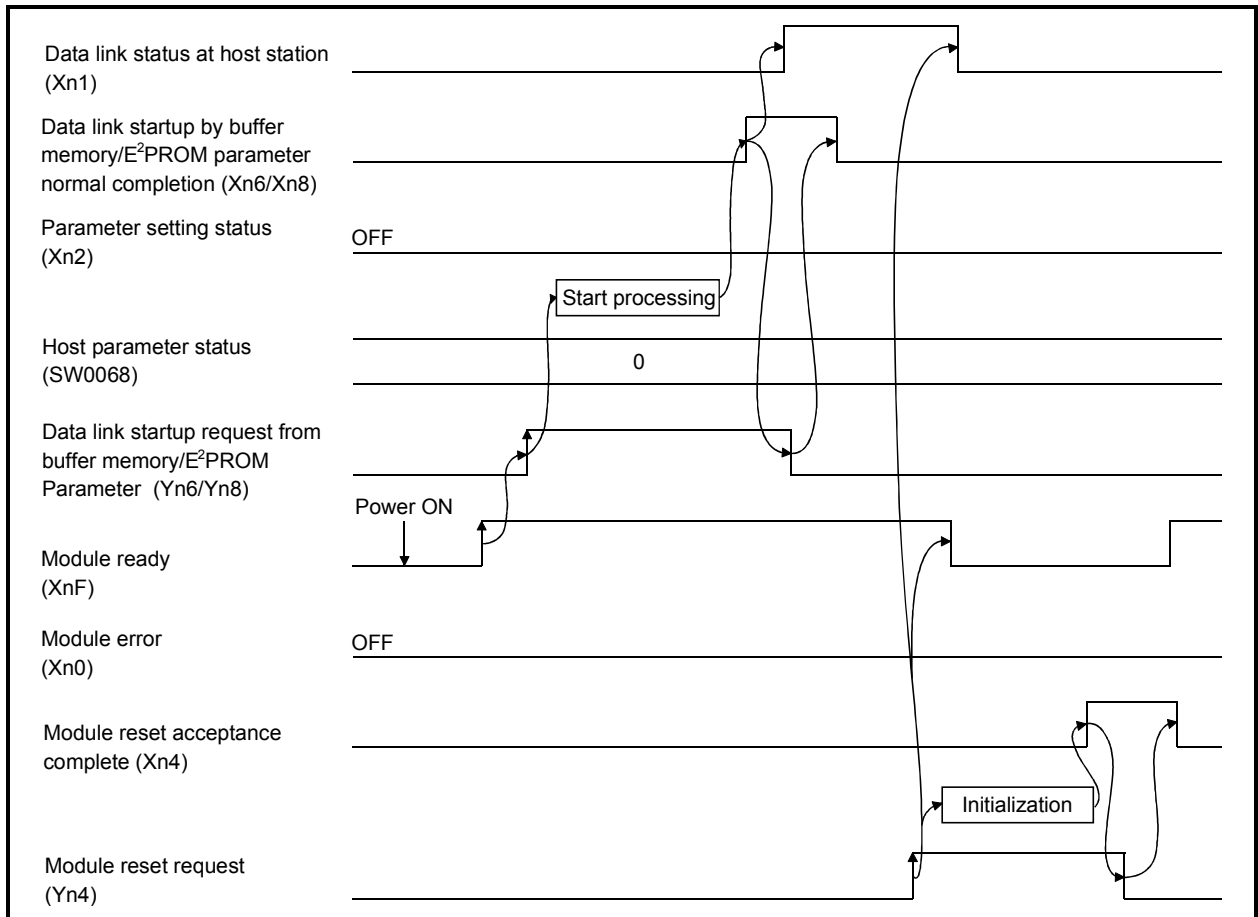 Data link status at host station
(Xn1)
Data link startup by buffer
memory/E²PROM parameter
normal completion (Xn6/Xn8)
Parameter setting status
(Xn2)
OFF
Start processing
Host parameter status
(SW0068)
0
Data link startup request from
buffer memory/E²PROM
Parameter (Yn6/Yn8)
Power ON
Module ready
(XnF)
Module error
(Xn0)
OFF
Module reset acceptance
complete (Xn4)
Initialization
Module reset request
(Yn4)